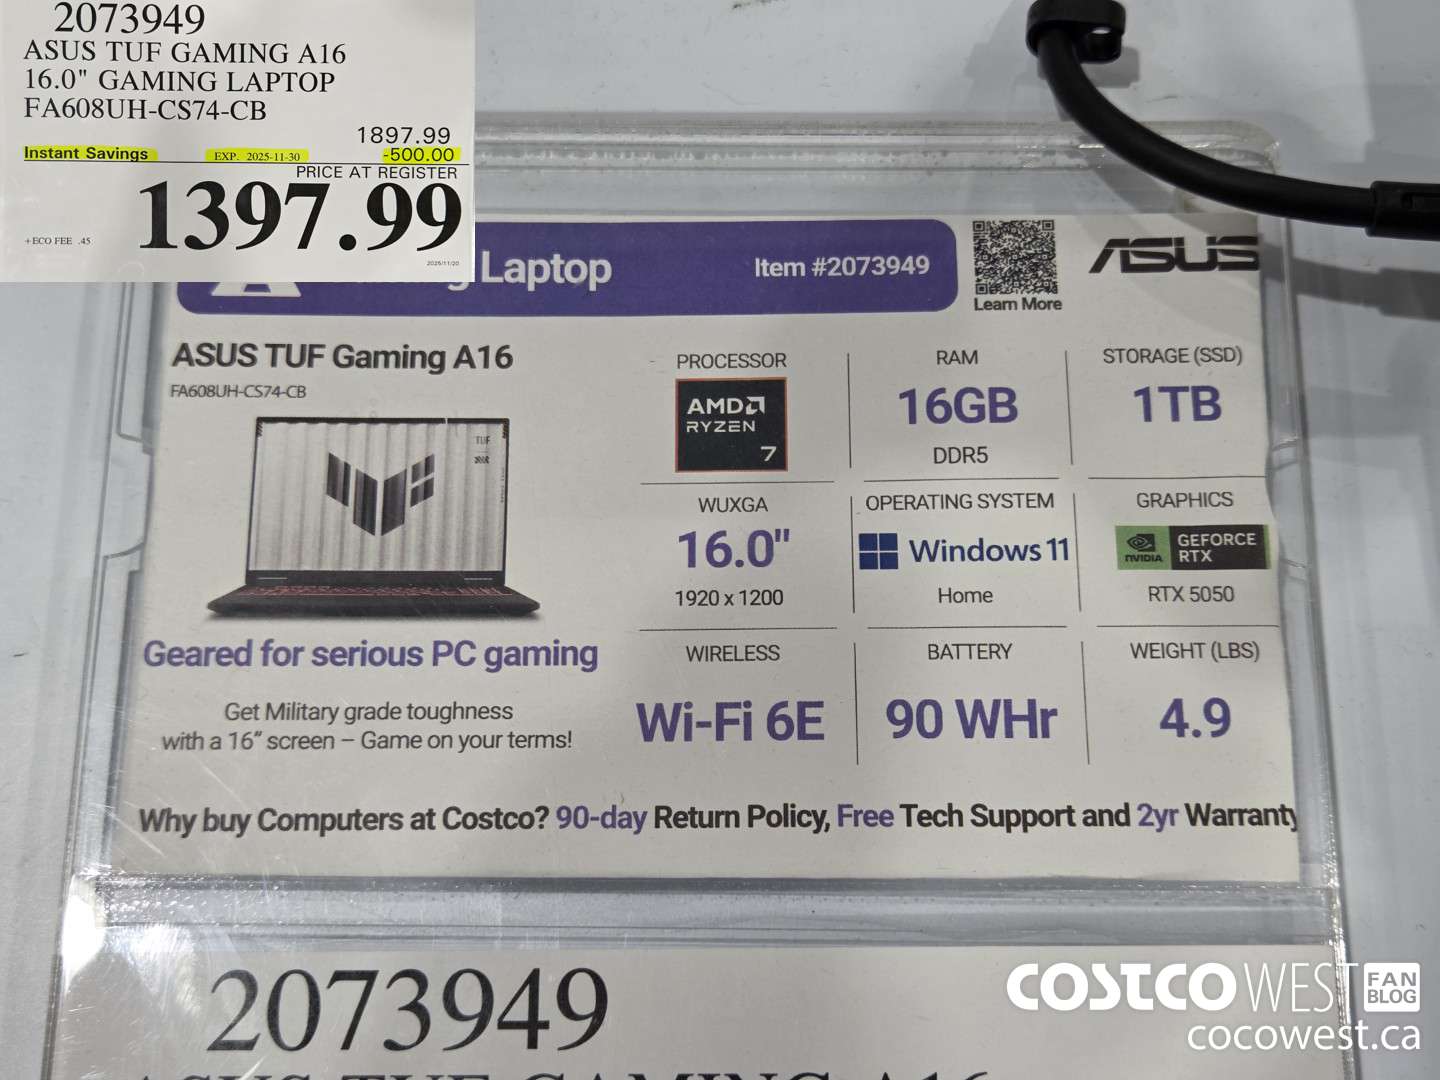 2073949
ASUS TUF GAMING A16
16.0" GAMING LAPTOP
FA608UH-CS74-CB
1897.99
Instant Savings EXP. 2025-11-30 -500.00
PRICE AT REGISTER
1397.99
+ECO FEE .45
2025/11/20
Laptop
Item #2073949
Learn More
ASUS
ASUS TUF Gaming A16
FA608UH-CS74-CB
TUF
Geared for serious PC gaming
Get Military grade toughness
with a 16” screen – Game on your terms!
PROCESSOR
AMD
RYZEN
7
RAM
16GB
DDR5
STORAGE (SSD)
1TB
WUXGA
16.0"
1920 x 1200
OPERATING SYSTEM
Windows 11
Home
GRAPHICS
NVIDIA
GEFORCE
RTX
RTX 5050
WIRELESS
Wi-Fi 6E
BATTERY
90 WHr
WEIGHT (LBS)
4.9
Why buy Computers at Costco? 90-day Return Policy, Free Tech Support and 2yr Warranty
2073949
ASUS TUF GAMING A16
COSTCO WEST FAN BLOG
cocowest.ca